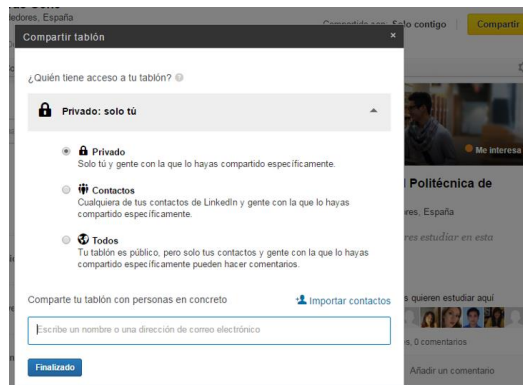 edores, España
Solo contigo
Compartir
Compartir tablón
×
¿Quién tiene acceso a tu tablón?
Privado: solo tú
Privado
Solo tú y gente con la que lo hayas compartido específicamente.
Contactos
Cualquiera de tus contactos de LinkedIn y gente con la que lo hayas
compartido específicamente.
Todos
Tu tablón es público, pero solo tus contactos y gente con la que lo hayas
compartido específicamente pueden hacer comentarios.
Comparte tu tablón con personas en concreto
Importar contactos
Escribe un nombre o una dirección de correo electrónico
Finalizado
Me interesa
Politécnica de
res, España
res estudiar en esta
s quieren estudiar aquí
s, 0 comentarios
Añadir un comentario